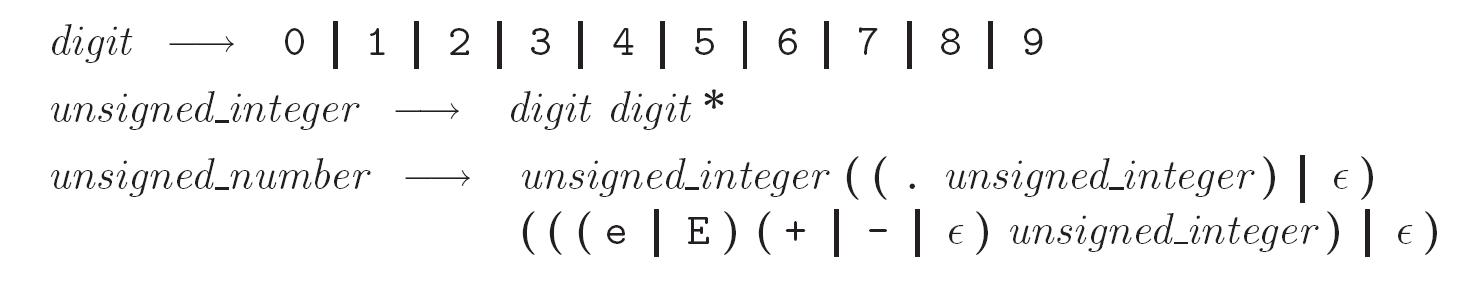 digit ⟶ 0 | 1 | 2 | 3 | 4 | 5 | 6 | 7 | 8 | 9
unsigned_integer ⟶ digit digit *
unsigned_number ⟶ unsigned_integer ( ( . unsigned_integer ) | ϵ )
( ( ( e | E ) ( + | - | ϵ ) unsigned_integer ) | ϵ )